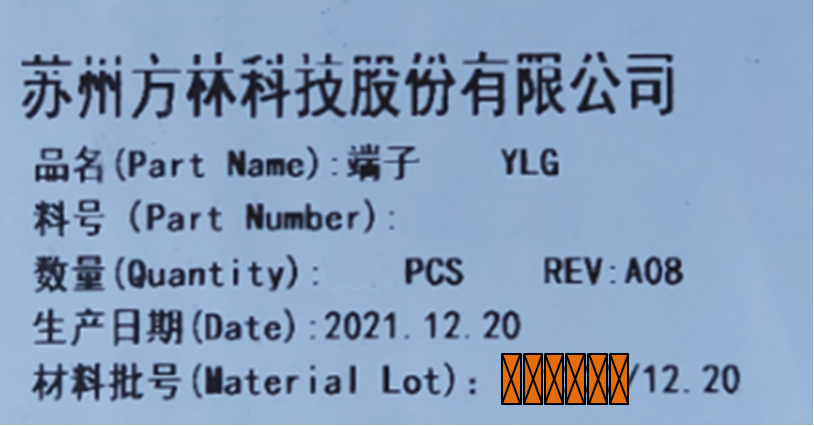 苏州方林科技股份有限公司
品名(Part Name):端子 YLG
料号 (Part Number):
数量(Quantity): PCS REV:A08
生产日期(Date):2021.12.20
材料批号(Material Lot): /12.20